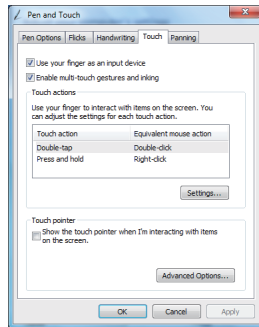 Pen and Touch
Pen Options Flicks Handwriting Touch Panning
Use your finger as an input device
Enable multi-touch gestures and inking
Touch actions
Use your finger to interact with items on the screen. You
can adjust the settings for each touch action.
Touch action Equivalent mouse action
Double-tap Double-click
Press and hold Right-click
Settings...
Touch pointer
Show the touch pointer when I'm interacting with items
on the screen.
Advanced Options...
OK Cancel Apply